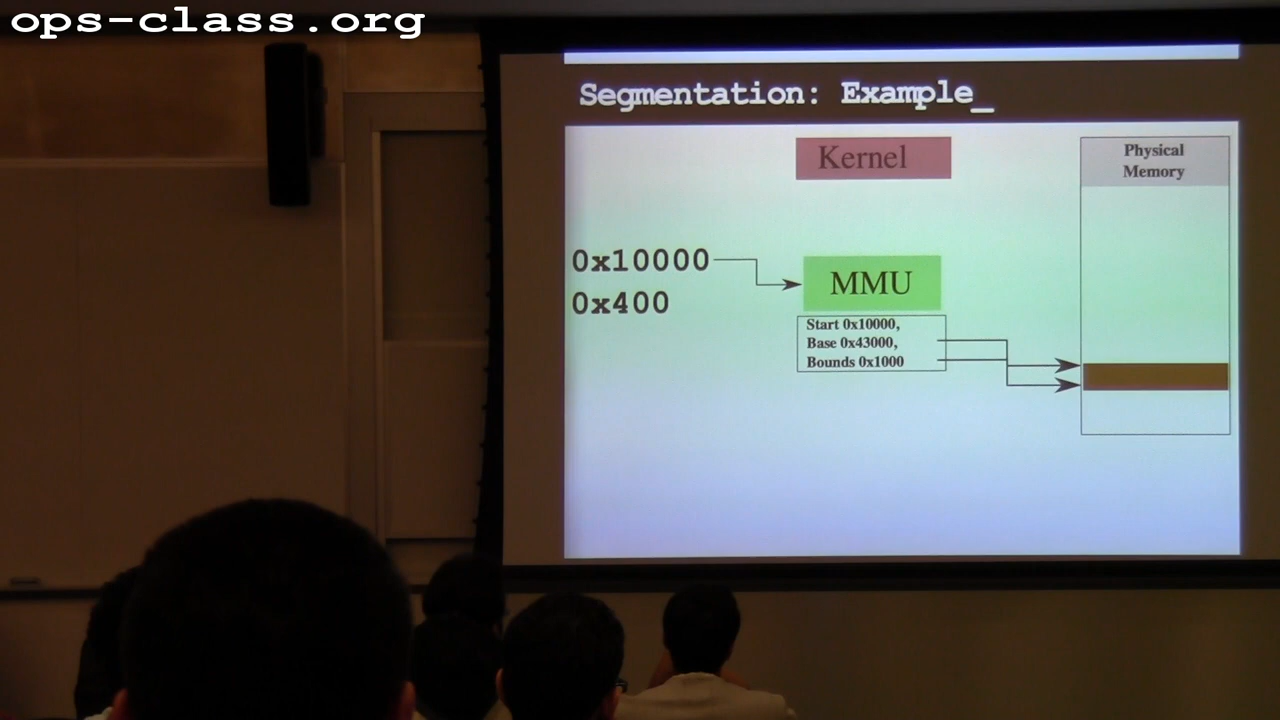 ops-class.org
Segmentation: Example_
Kernel
Physical
Memory
0x10000
0x400
MMU
Start 0x10000,
Base 0x43000,
Bounds 0x1000